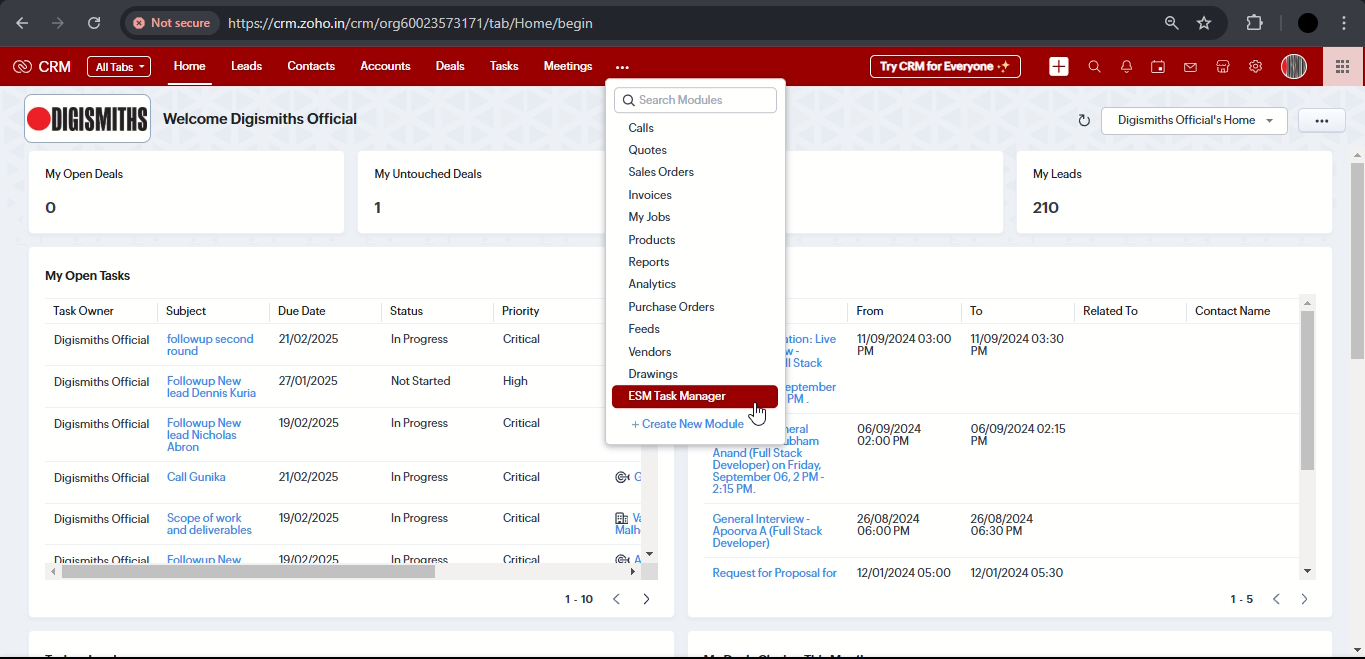 Not secure https://crm.zoho.in/crm/org60023573171/tab/Home/begin
CRM All Tabs Home Leads Contacts Accounts Deals Tasks Meetings ••• Try CRM for Everyone
DIGISMITHS Welcome Digismiths Official Digismiths Official's Home •••
Search Modules
Calls
Quotes
Sales Orders
Invoices
My Jobs
Products
Reports
Analytics
Purchase Orders
Feeds
Vendors
Drawings
ESM Task Manager
+ Create New Module
My Open Deals
0
My Untouched Deals
1
My Leads
210
My Open Tasks
Task Owner Subject Due Date Status Priority
Digismiths Official followup second 21/02/2025 In Progress Critical
round
Digismiths Official Followup New 27/01/2025 Not Started High
lead Dennis Kuria
Digismiths Official Followup New 19/02/2025 In Progress Critical
lead Nicholas
Abron
Digismiths Official Call Gunika 21/02/2025 In Progress Critical G
Digismiths Official Scope of work 19/02/2025 In Progress Critical
and deliverables Malh
Digismiths Official Followup New 19/02/2025 In Progress Critical A
1 - 10
From To Related To Contact Name
Live 11/09/2024 03:00 11/09/2024 03:30
PM PM
Stack
PM .
06/09/2024 06/09/2024 02:15
02:00 PM PM
Anand (Full Stack
Developer) on Friday,
September 06, 2 PM -
2:15 PM.
General Interview - 26/08/2024 26/08/2024
Apoorva A (Full Stack 06:00 PM 06:30 PM
Developer)
Request for Proposal for 12/01/2024 05:00 12/01/2024 05:30
1 - 5